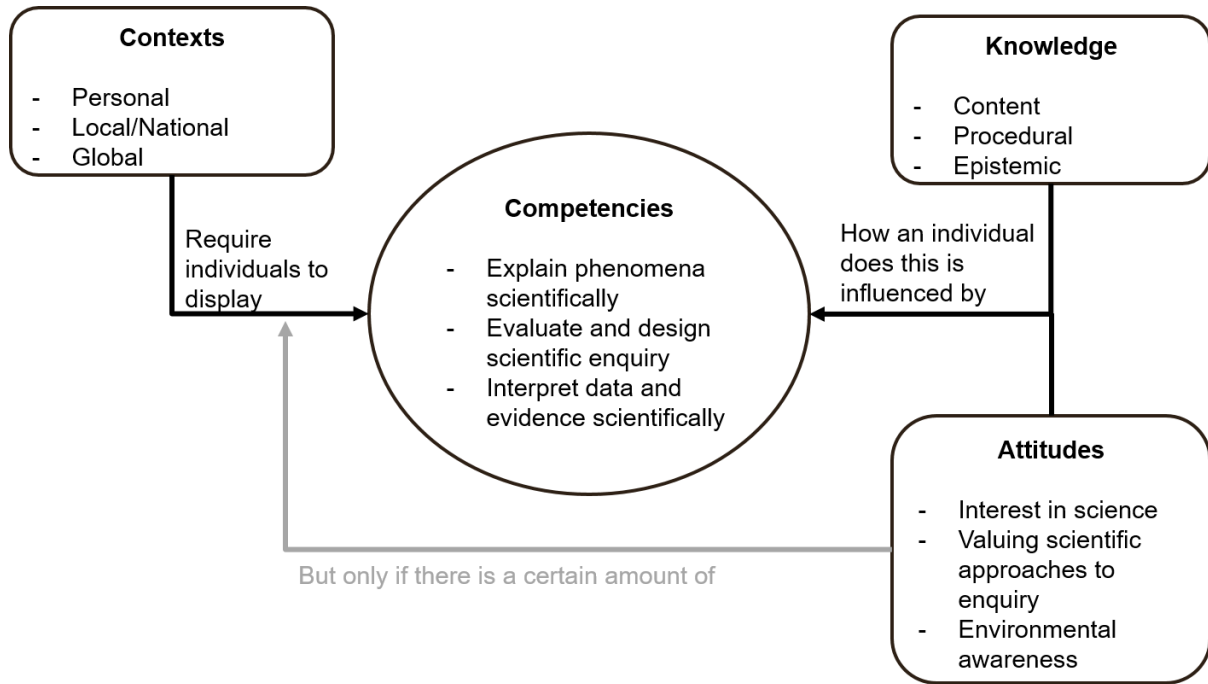 Contexts
- Personal
- Local/National
- Global
Knowledge
- Content
- Procedural
- Epistemic
Require
individuals to
display
Competencies
- Explain phenomena
scientifically
- Evaluate and design
scientific enquiry
- Interpret data and
evidence scientifically
How an individual
does this is
influenced by
Attitudes
- Interest in science
- Valuing scientific
approaches to
enquiry
- Environmental
awareness
But only if there is a certain amount of